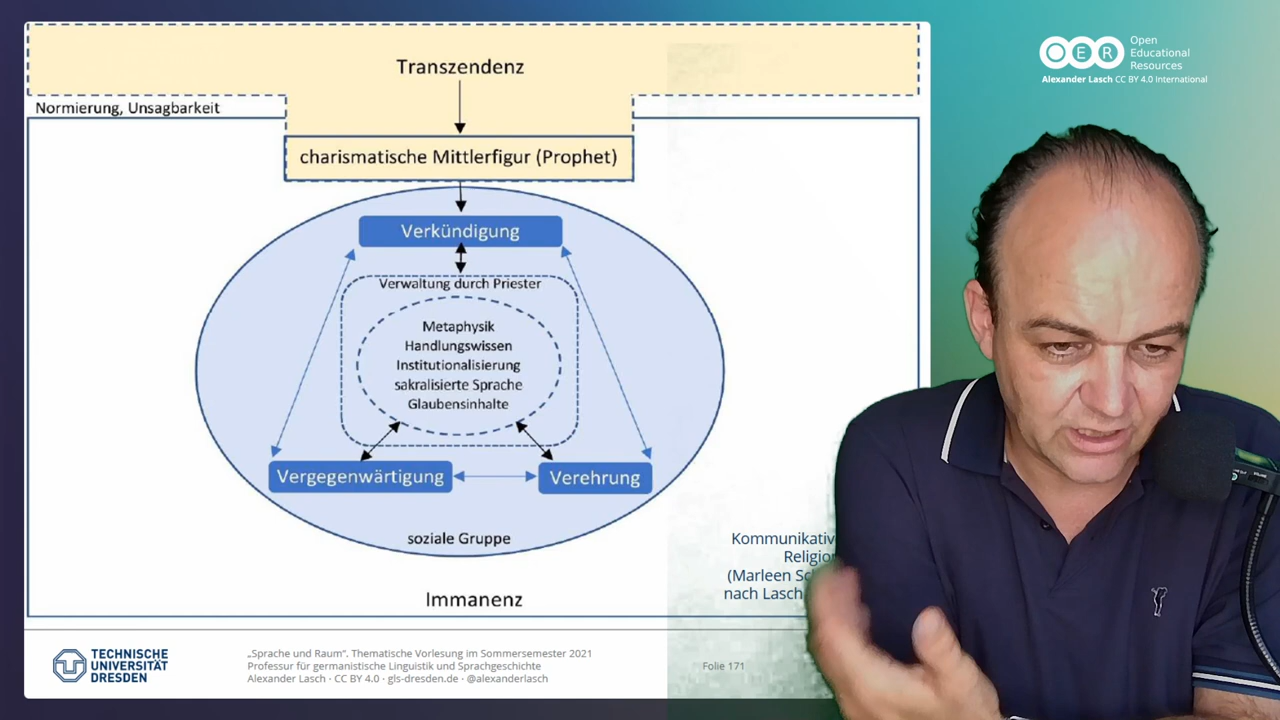 Transzendenz
Normierung, Unsagbarkeit
charismatische Mittlerfigur (Prophet)
Verkündigung
Verwaltung durch Priester
Metaphysik
Handlungswissen
Institutionalisierung
sakralisierte Sprache
Glaubensinhalte
Vergegenwärtigung
Verehrung
soziale Gruppe
Immanenz
(Marleen
nach Lasch
TECHNISCHE
UNIVERSITÄT
DRESDEN
„Sprache und Raum“. Thematische Vorlesung im Sommersemester 2021
Professur für germanistische Linguistik und Sprachgeschichte
Alexander Lasch · CC BY 4.0 · gls-dresden.de · @alexanderlasch
Folie 171
OER
Open
Educational
Resources
Alexander Lasch CC BY 4.0 International